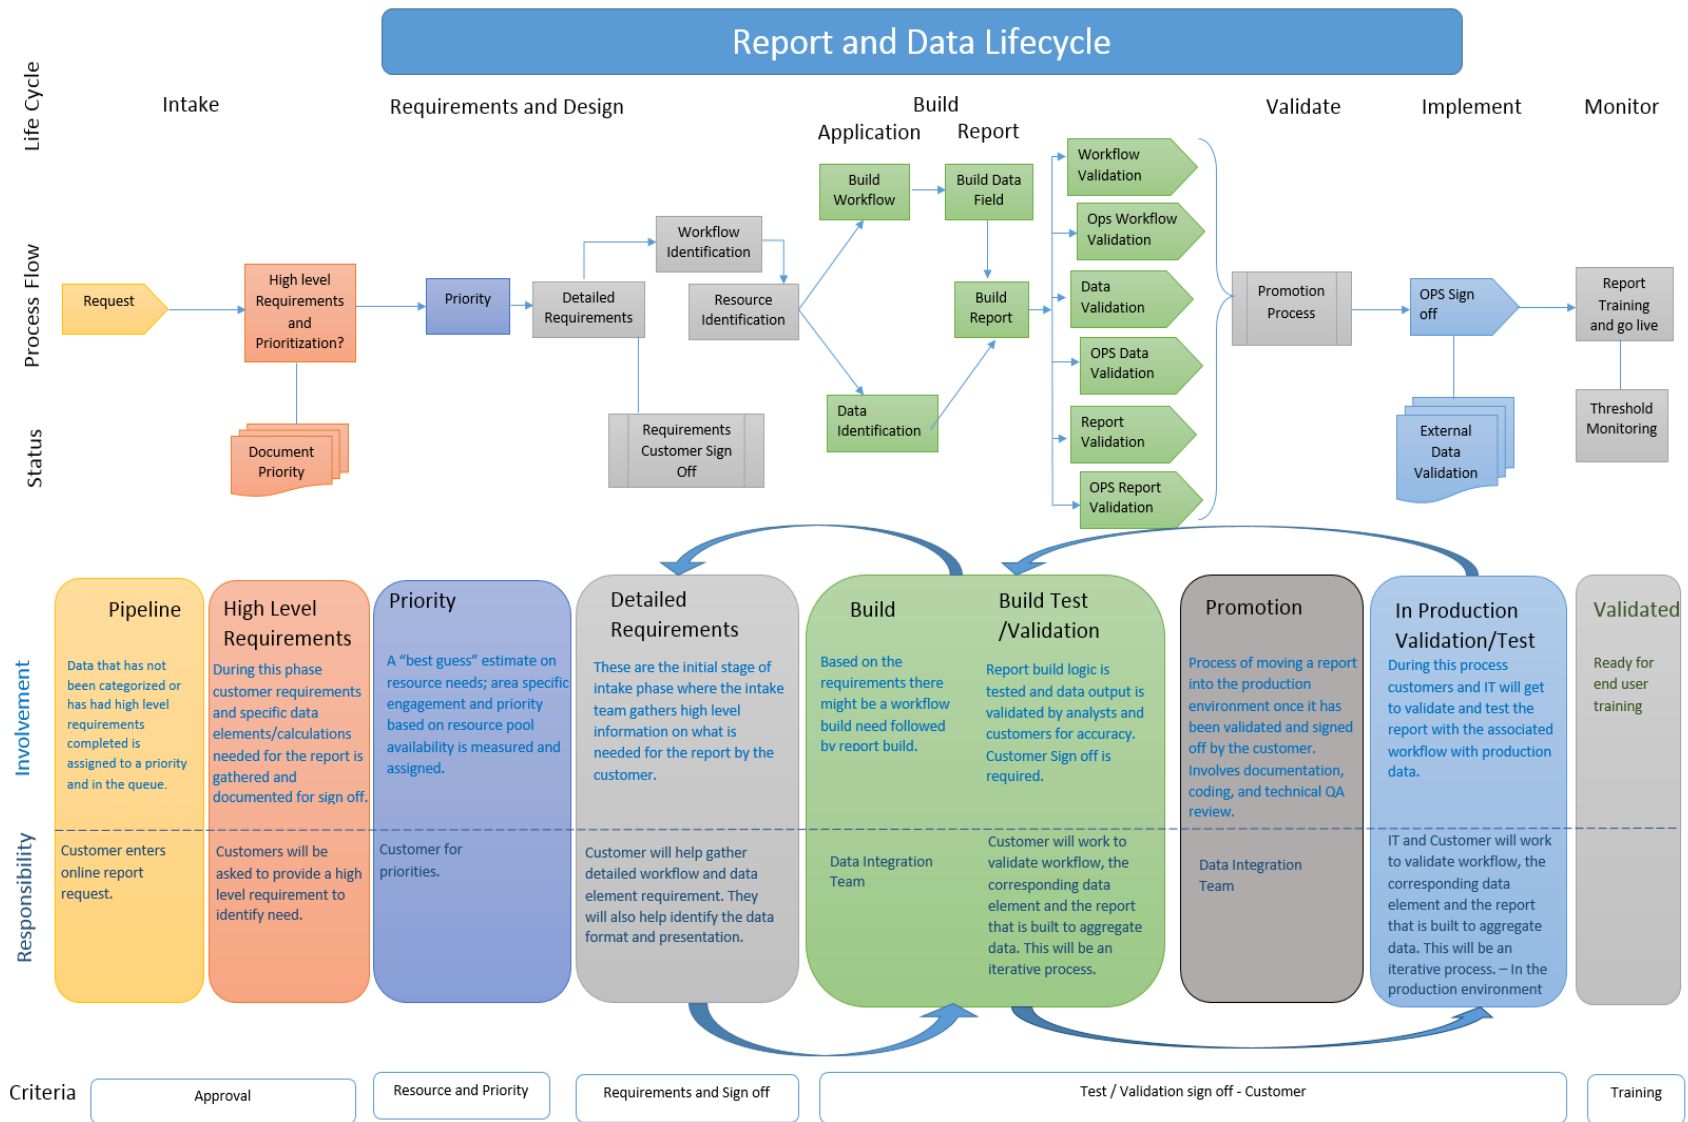 Report and Data Lifecycle
Life Cycle
Intake
Requirements and Design
Build
Application
Report
Validate
Implement
Monitor
Process Flow
Status
Request
High level
Requirements
and
Prioritization?
Document
Priority
Priority
Detailed
Requirements
Workflow
Identification
Resource
Identification
Requirements
Customer Sign
Off
Build
Workflow
Build Data
Field
Build
Report
Data
Identification
Workflow
Validation
Ops Workflow
Validation
Data
Validation
OPS Data
Validation
Report
Validation
OPS Report
Validation
Promotion
Process
OPS Sign
off
External
Data
Validation
Report
Training
and go live
Threshold
Monitoring
Involvement
Responsibility
Pipeline
Data that has not
been categorized or
has had high level
requirements
completed is
assigned to a priority
and in the queue.
Customer enters
online report
request.
High Level
Requirements
During this phase
customer requirements
and specific data
elements/calculations
needed for the report is
gathered and
documented for sign off.
Customers will be
asked to provide a high
level requirement to
identify need.
Priority
A “best guess” estimate on
resource needs; area specific
engagement and priority
based on resource pool
availability is measured and
assigned.
Customer for
priorities.
Detailed
Requirements
These are the initial stage of
intake phase where the intake
team gathers high level
information on what is
needed for the report by the
customer.
Customer will help gather
detailed workflow and data
element requirement. They
will also help identify the data
format and presentation.
Build
Based on the
requirements there
might be a workflow
build need followed
by report build.
Data Integration
Team
Build Test
/Validation
Report build logic is
tested and data output is
validated by analysts and
customers for accuracy.
Customer Sign off is
required.
Customer will work to
validate workflow, the
corresponding data
element and the report
that is built to aggregate
data. This will be an
iterative process.
Promotion
Process of moving a report
into the production
environment once it has
been validated and signed
off by the customer.
Involves documentation,
coding, and technical QA
review.
Data Integration
Team
In Production
Validation/Test
During this process
customers and IT will get
to validate and test the
report with the associated
workflow with production
data.
IT and Customer will work
to validate workflow, the
corresponding data
element and the report
that is built to aggregate
data. This will be an
iterative process. – In the
production environment
Validated
Ready for
end user
training
Criteria
Approval
Resource and Priority
Requirements and Sign off
Test / Validation sign off - Customer
Training